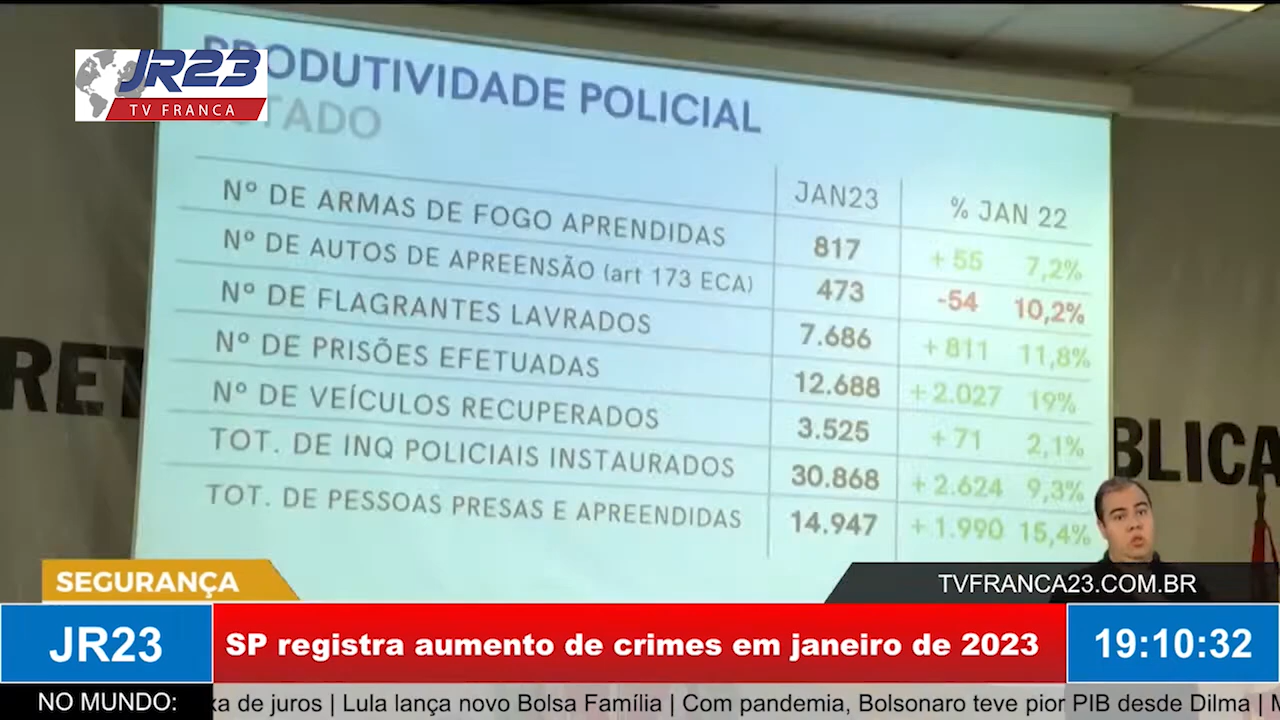 JR23
TV FRANCA
PRODUTIVIDADE POLICIAL
JAN23 % JAN 22
Nº DE ARMAS DE FOGO APRENDIDAS 817 +55 7,2%
Nº DE AUTOS DE APREENSÃO (art 173 ECA) 473 -54 10,2%
Nº DE FLAGRANTES LAVRADOS 7.686 +811 11,8%
Nº DE PRISÕES EFETUADAS 12.688 +2.027 19%
Nº DE VEÍCULOS RECUPERADOS 3.525 +71 2,1%
TOT. DE INQ POLICIAIS INSTAURADOS 30.868 +2.624 9,3%
TOT. DE PESSOAS PRESAS E APREENDIDAS 14.947 +1.990 15,4%
RET
BLICA
SEGURANÇA
TVFRANCA23.COM.BR
JR23
SP registra aumento de crimes em janeiro de 2023
19:10:32
NO MUNDO: xa de juros | Lula lança novo Bolsa Família | Com pandemia, Bolsonaro teve pior PIB desde Dilma |